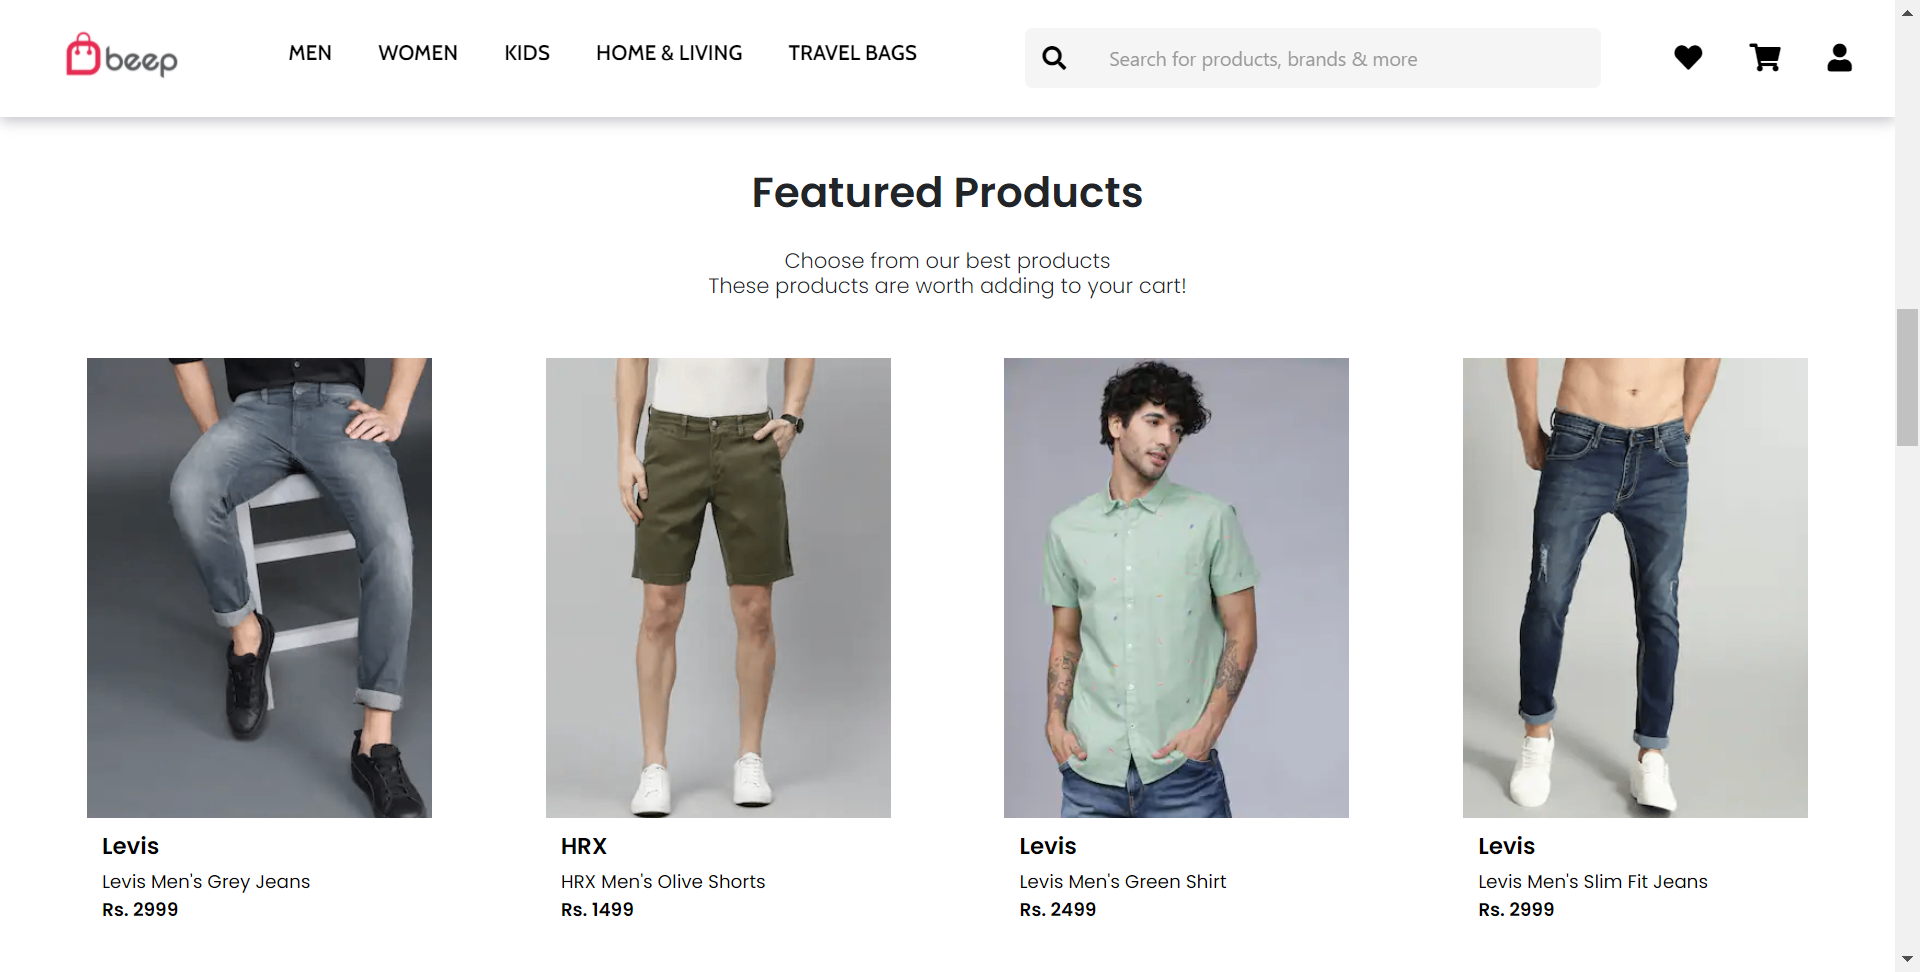 beep
MEN
WOMEN
KIDS
HOME & LIVING
TRAVEL BAGS
Search for products, brands & more
Featured Products
Choose from our best products
These products are worth adding to your cart!
Levis
Levis Men's Grey Jeans
Rs. 2999
HRX
HRX Men's Olive Shorts
Rs. 1499
Levis
Levis Men's Green Shirt
Rs. 2499
Levis
Levis Men's Slim Fit Jeans
Rs. 2999